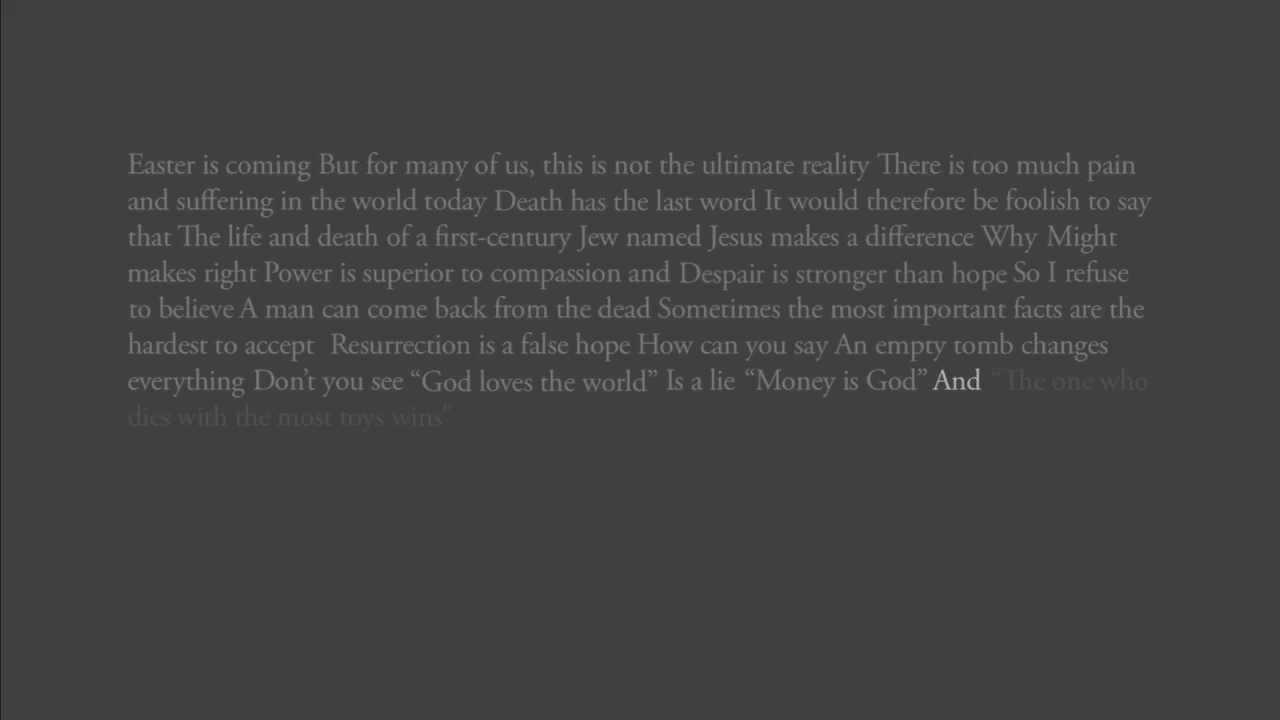 Easter is coming But for many of us, this is not the ultimate reality There is too much pain
and suffering in the world today Death has the last word It would therefore be foolish to say
that The life and death of a first-century Jew named Jesus makes a difference Why Might
makes right Power is superior to compassion and Despair is stronger than hope So I refuse
to believe A man can come back from the dead Sometimes the most important facts are the
hardest to accept Resurrection is a false hope How can you say An empty tomb changes
everything Don’t you see “God loves the world” Is a lie “Money is God” And “The one who
dies with the most toys wins”